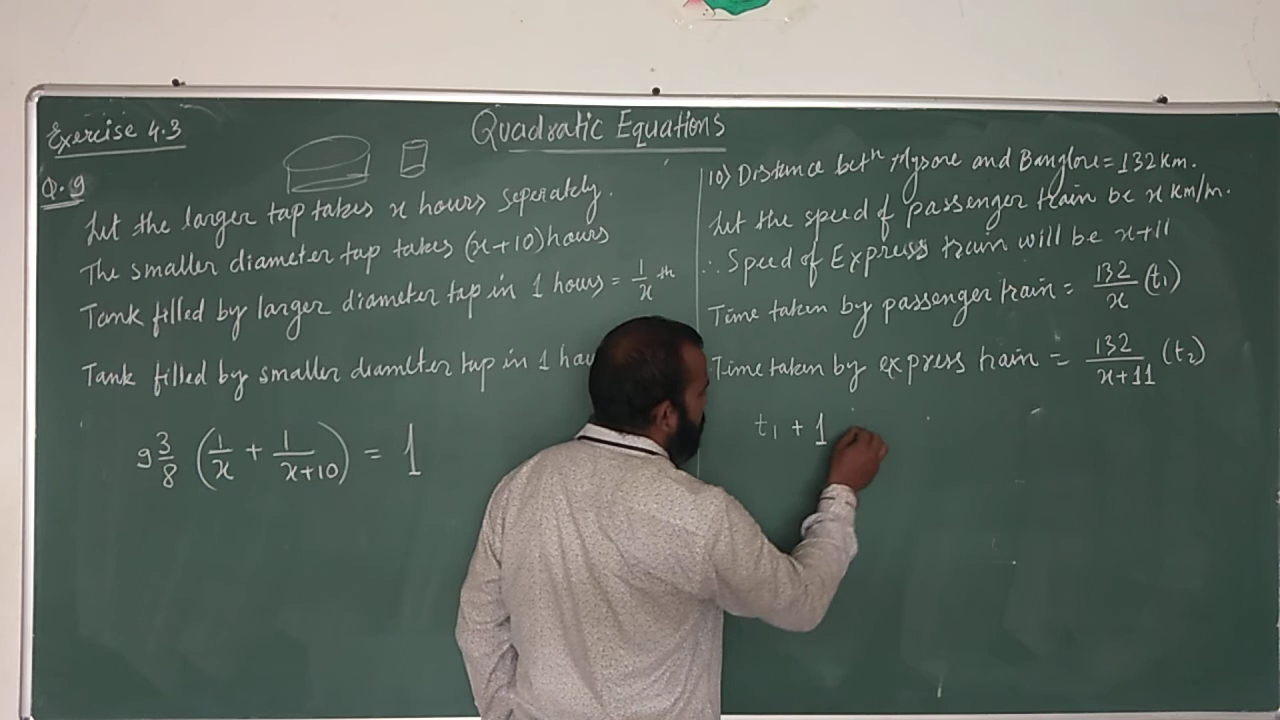 Exercise 4.3
Quadratic Equations
Q.9
Let the larger tap takes x hours seperately.
The smaller diameter tap takes (x+10) hours
Tank filled by larger diameter tap in 1 hours = 1/x th
Tank filled by smaller diameter tap in 1 hou
9 3/8 (1/x + 1/(x+10)) = 1
10) Distance betn Mysore and Banglore = 132 Km.
Let the speed of passenger train be x km/m.
∴ Speed of Express train will be x+11
Time taken by passenger train = 132/x (t₁)
Time taken by express train = 132/(x+11) (t₂)
t₁ + 1